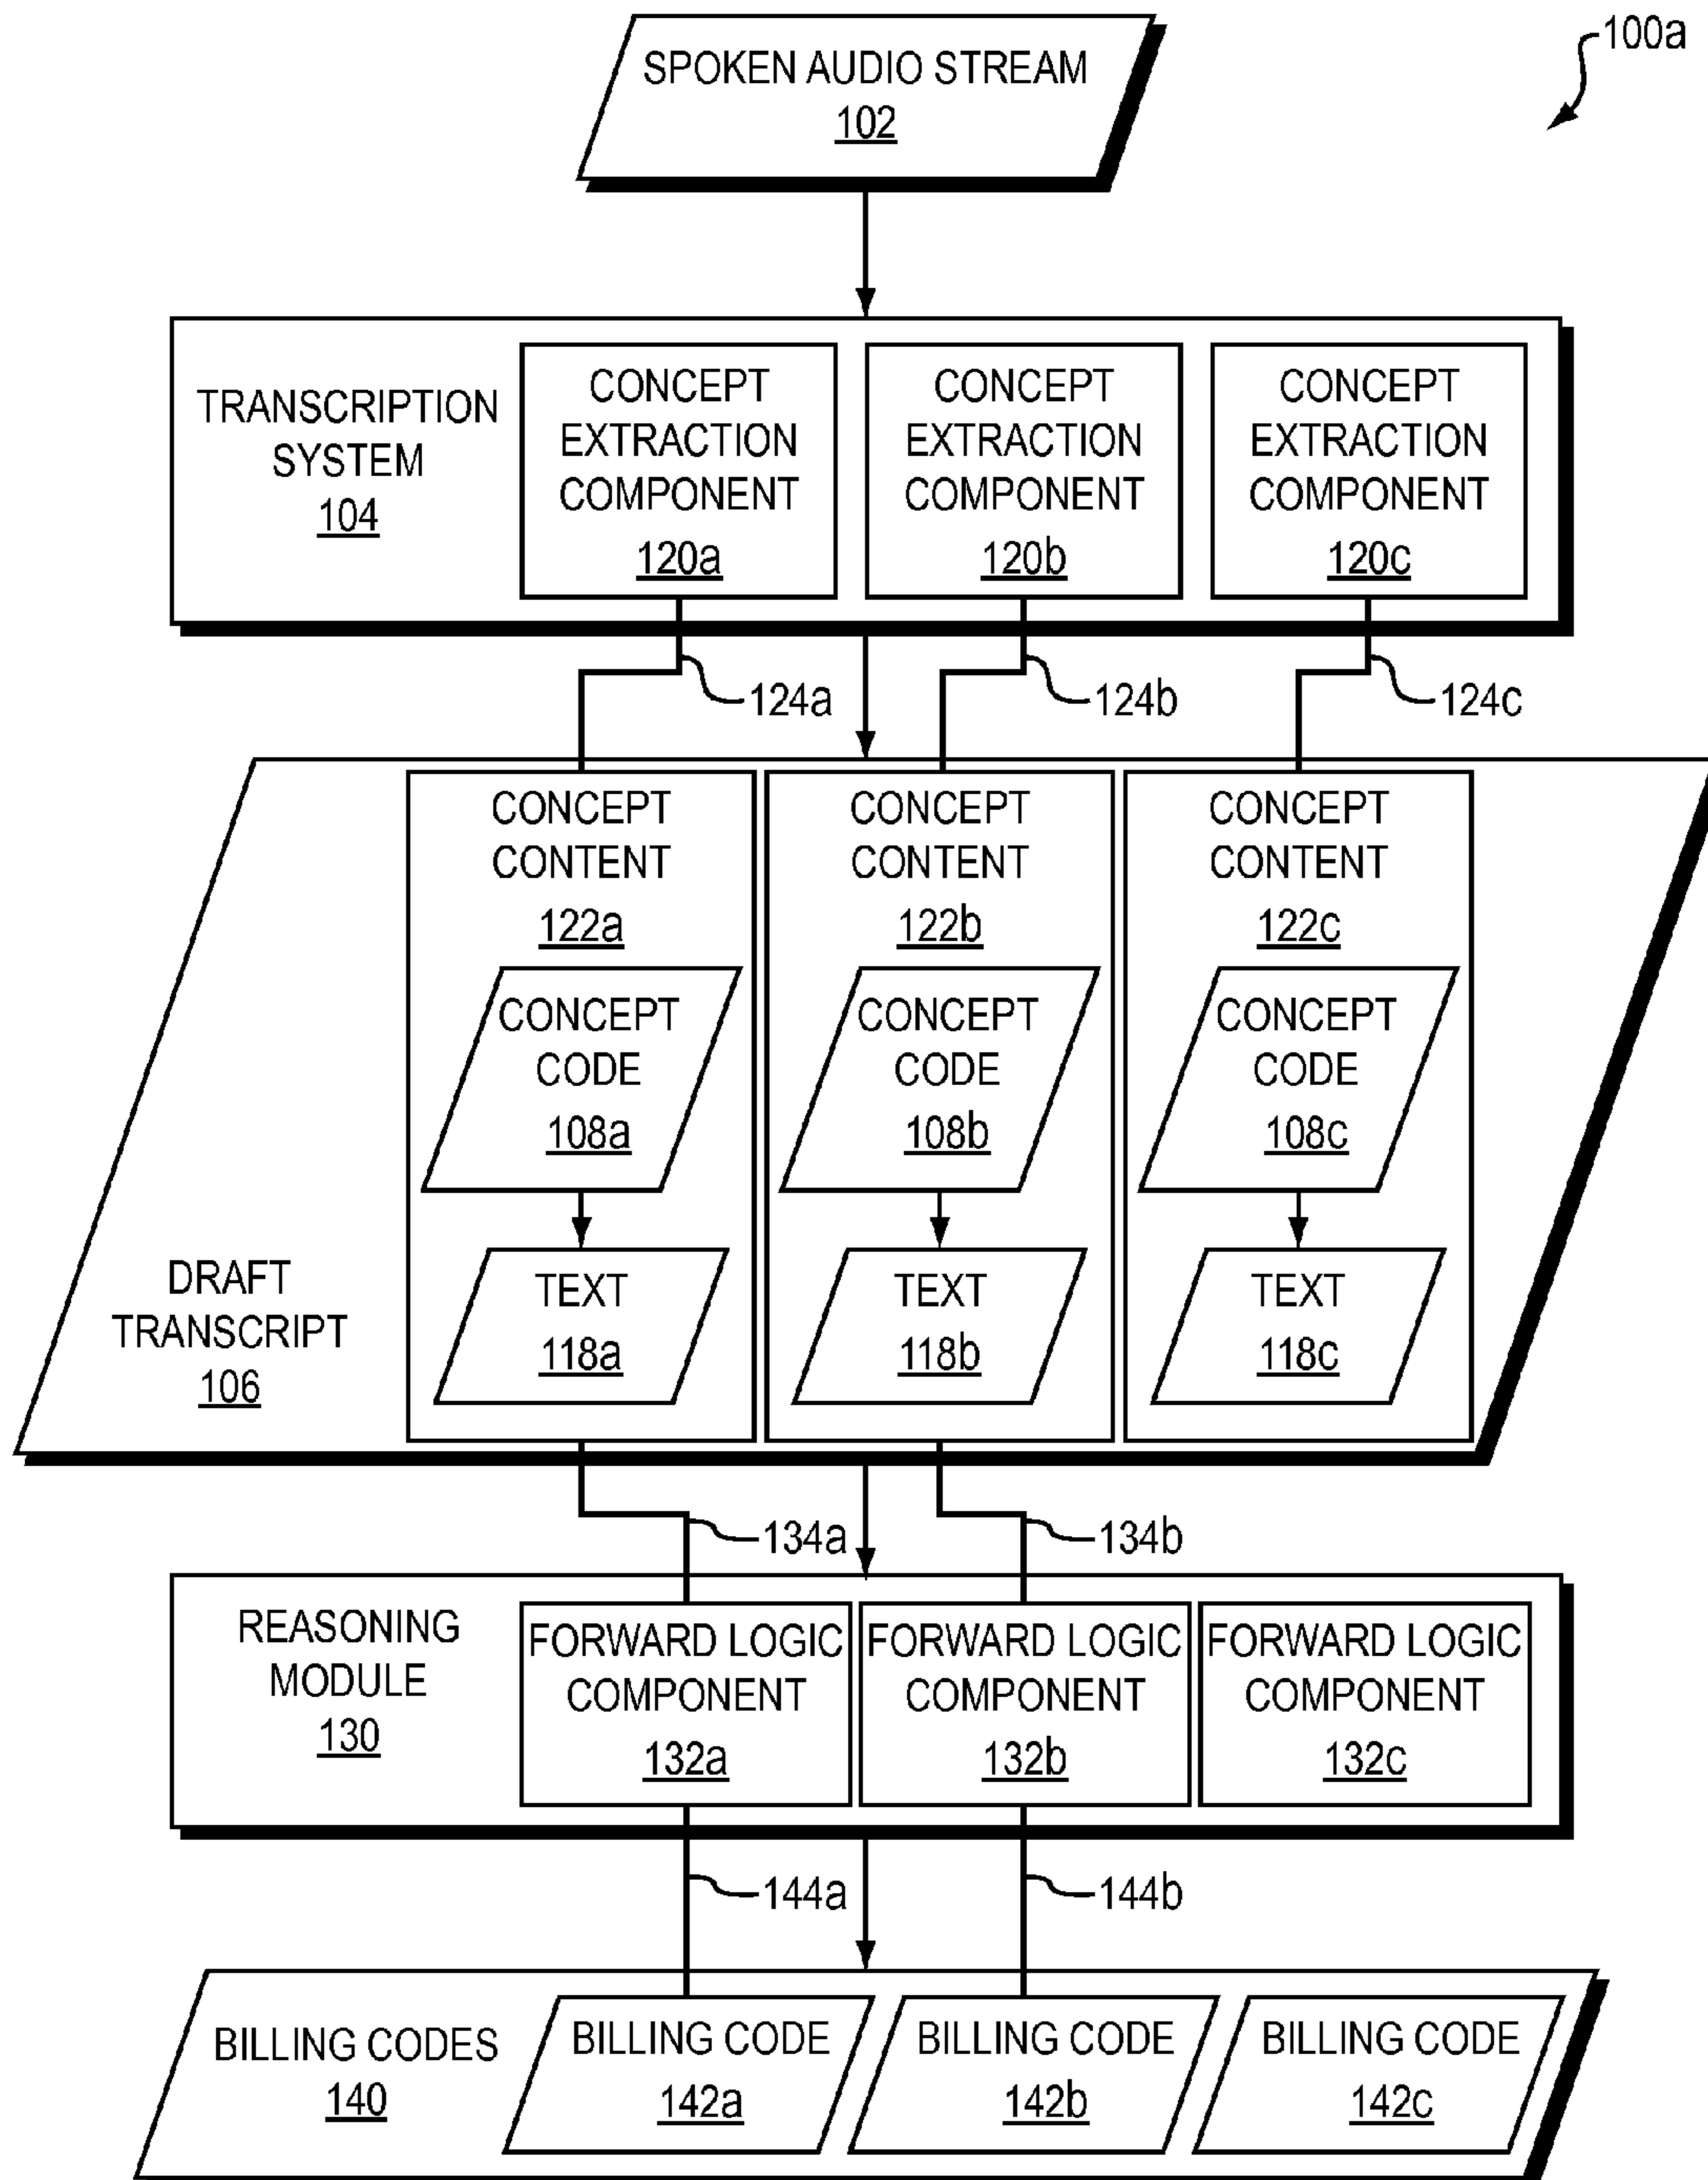 100a
SPOKEN AUDIO STREAM
102
TRANSCRIPTION
SYSTEM
104
CONCEPT
EXTRACTION
COMPONENT
120a
CONCEPT
EXTRACTION
COMPONENT
120b
CONCEPT
EXTRACTION
COMPONENT
120c
124a
124b
124c
DRAFT
TRANSCRIPT
106
CONCEPT
CONTENT
122a
CONCEPT
CODE
108a
TEXT
118a
CONCEPT
CONTENT
122b
CONCEPT
CODE
108b
TEXT
118b
CONCEPT
CONTENT
122c
CONCEPT
CODE
108c
TEXT
118c
134a
134b
REASONING
MODULE
130
FORWARD LOGIC
COMPONENT
132a
FORWARD LOGIC
COMPONENT
132b
FORWARD LOGIC
COMPONENT
132c
144a
144b
BILLING CODES
140
BILLING CODE
142a
BILLING CODE
142b
BILLING CODE
142c